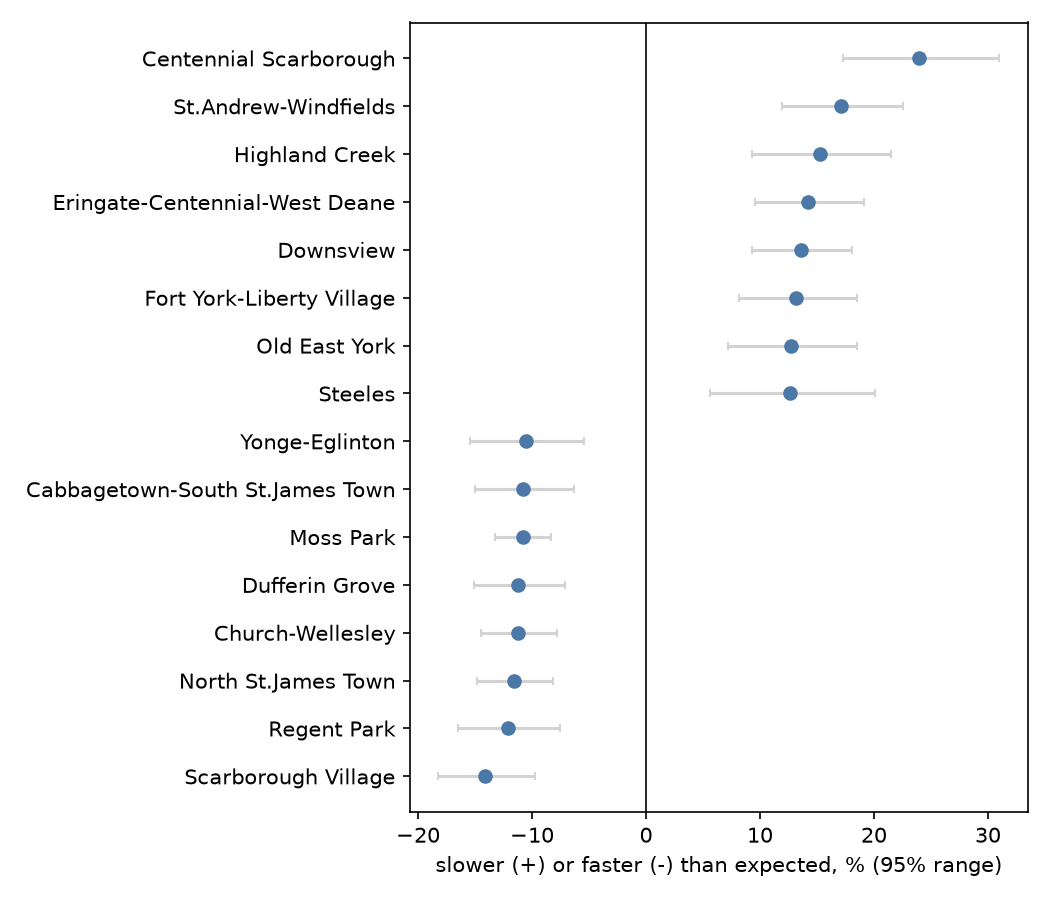 Centennial Scarborough
St.Andrew-Windfields
Highland Creek
Eringate-Centennial-West Deane
Downsview
Fort York-Liberty Village
Old East York
Steeles
Yonge-Eglinton
Cabbagetown-South St.James Town
Moss Park
Dufferin Grove
Church-Wellesley
North St.James Town
Regent Park
Scarborough Village
−20 −10 0 10 20 30
slower (+) or faster (-) than expected, % (95% range)